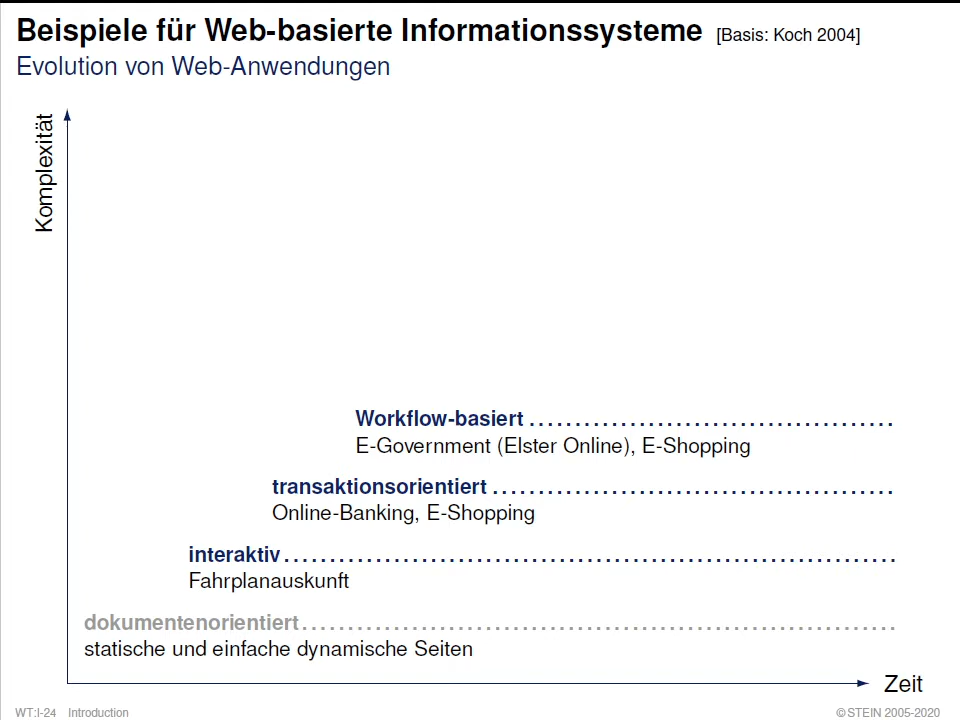 Beispiele für Web-basierte Informationssysteme [Basis: Koch 2004]
Evolution von Web-Anwendungen
Komplexität
Workflow-basiert ........................................
E-Government (Elster Online), E-Shopping
transaktionsorientiert ............................................
Online-Banking, E-Shopping
interaktiv ...................................................................
Fahrplanauskunft
dokumentenorientiert .................................................................
statische und einfache dynamische Seiten
Zeit
WT:I-24 Introduction
© STEIN 2005-2020